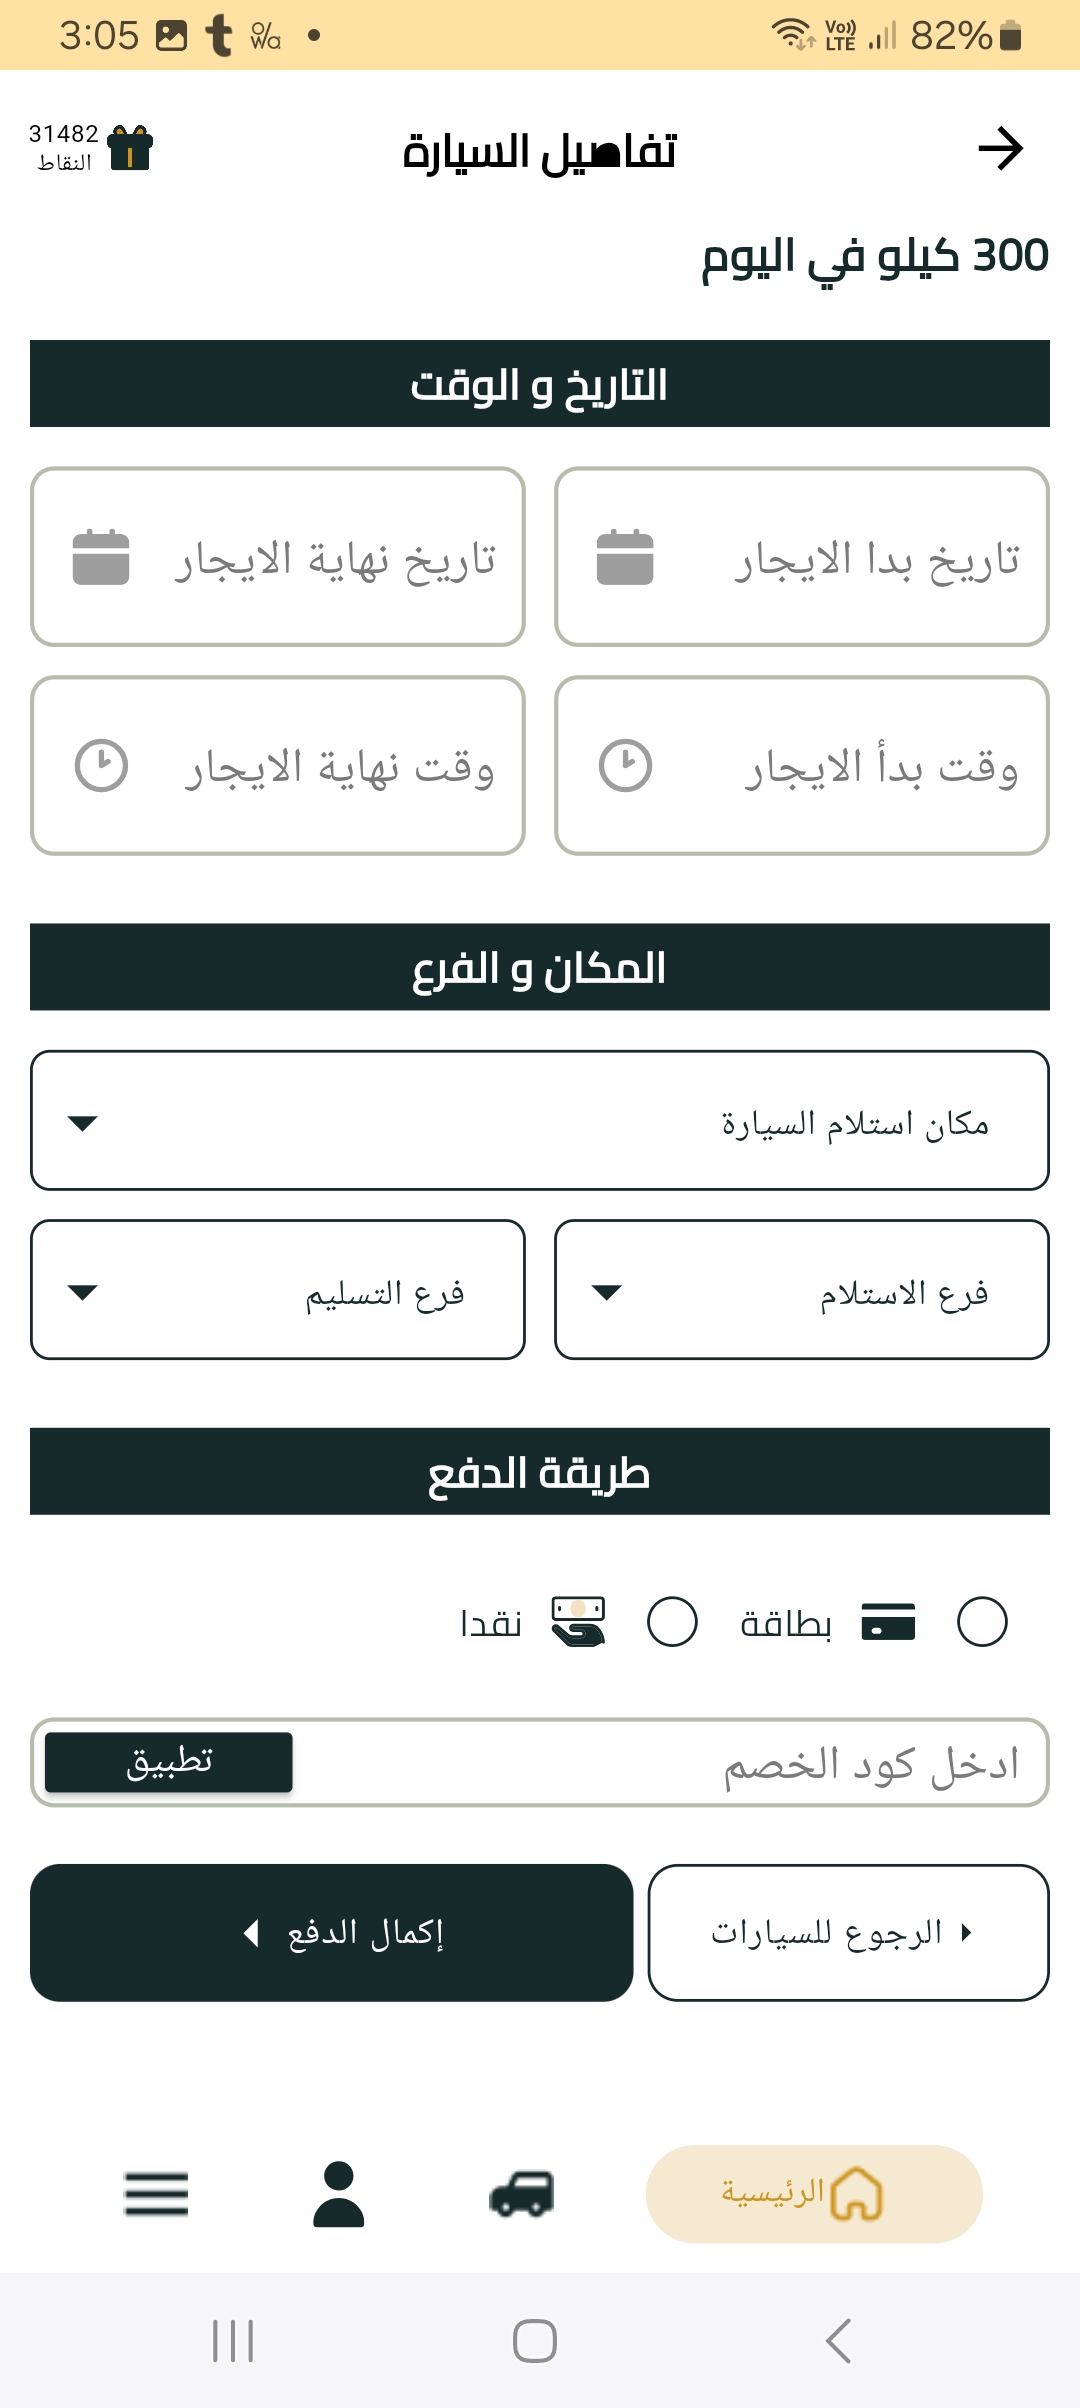 3:05
Vo)) LTE 82%
تفاصيل السيارة
31482
النقاط
300 كيلو في اليوم
التاريخ و الوقت
تاريخ بدا الايجار
تاريخ نهاية الايجار
وقت بدأ الايجار
وقت نهاية الايجار
المكان و الفرع
مكان استلام السيارة
فرع الاستلام
فرع التسليم
طريقة الدفع
بطاقة
نقدا
ادخل كود الخصم
تطبيق
الرجوع للسيارات
إكمال الدفع
الرئيسية